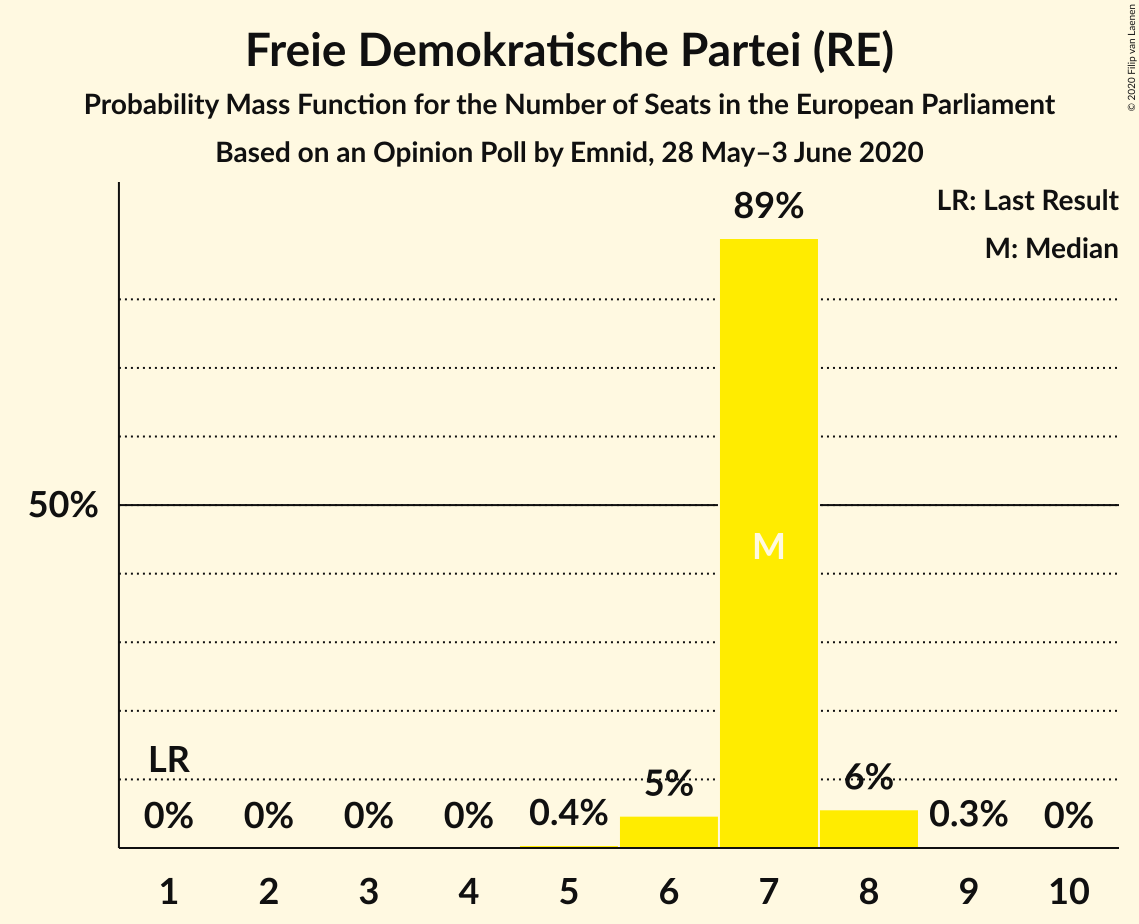 Freie Demokratische Partei (RE)
Probability Mass Function for the Number of Seats in the European Parliament
Based on an Opinion Poll by Emnid, 28 May–3 June 2020
© 2020 Filip van Laenen
LR: Last Result
M: Median
89%
50%
M
LR
0%
0%
0%
0%
0.4%
5%
6%
0.3%
0%
1
2
3
4
5
6
7
8
9
10